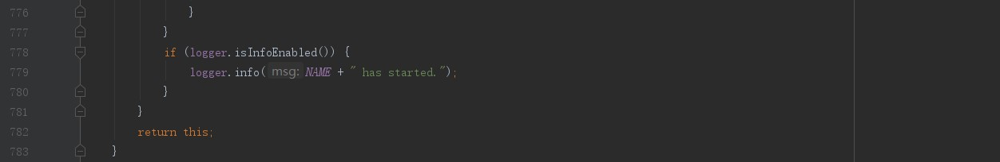 776 }
777 }
778 if (logger.isInfoEnabled()) {
779 logger.info( msg: NAME + " has started.");
780 }
781 }
782 return this;
783 }